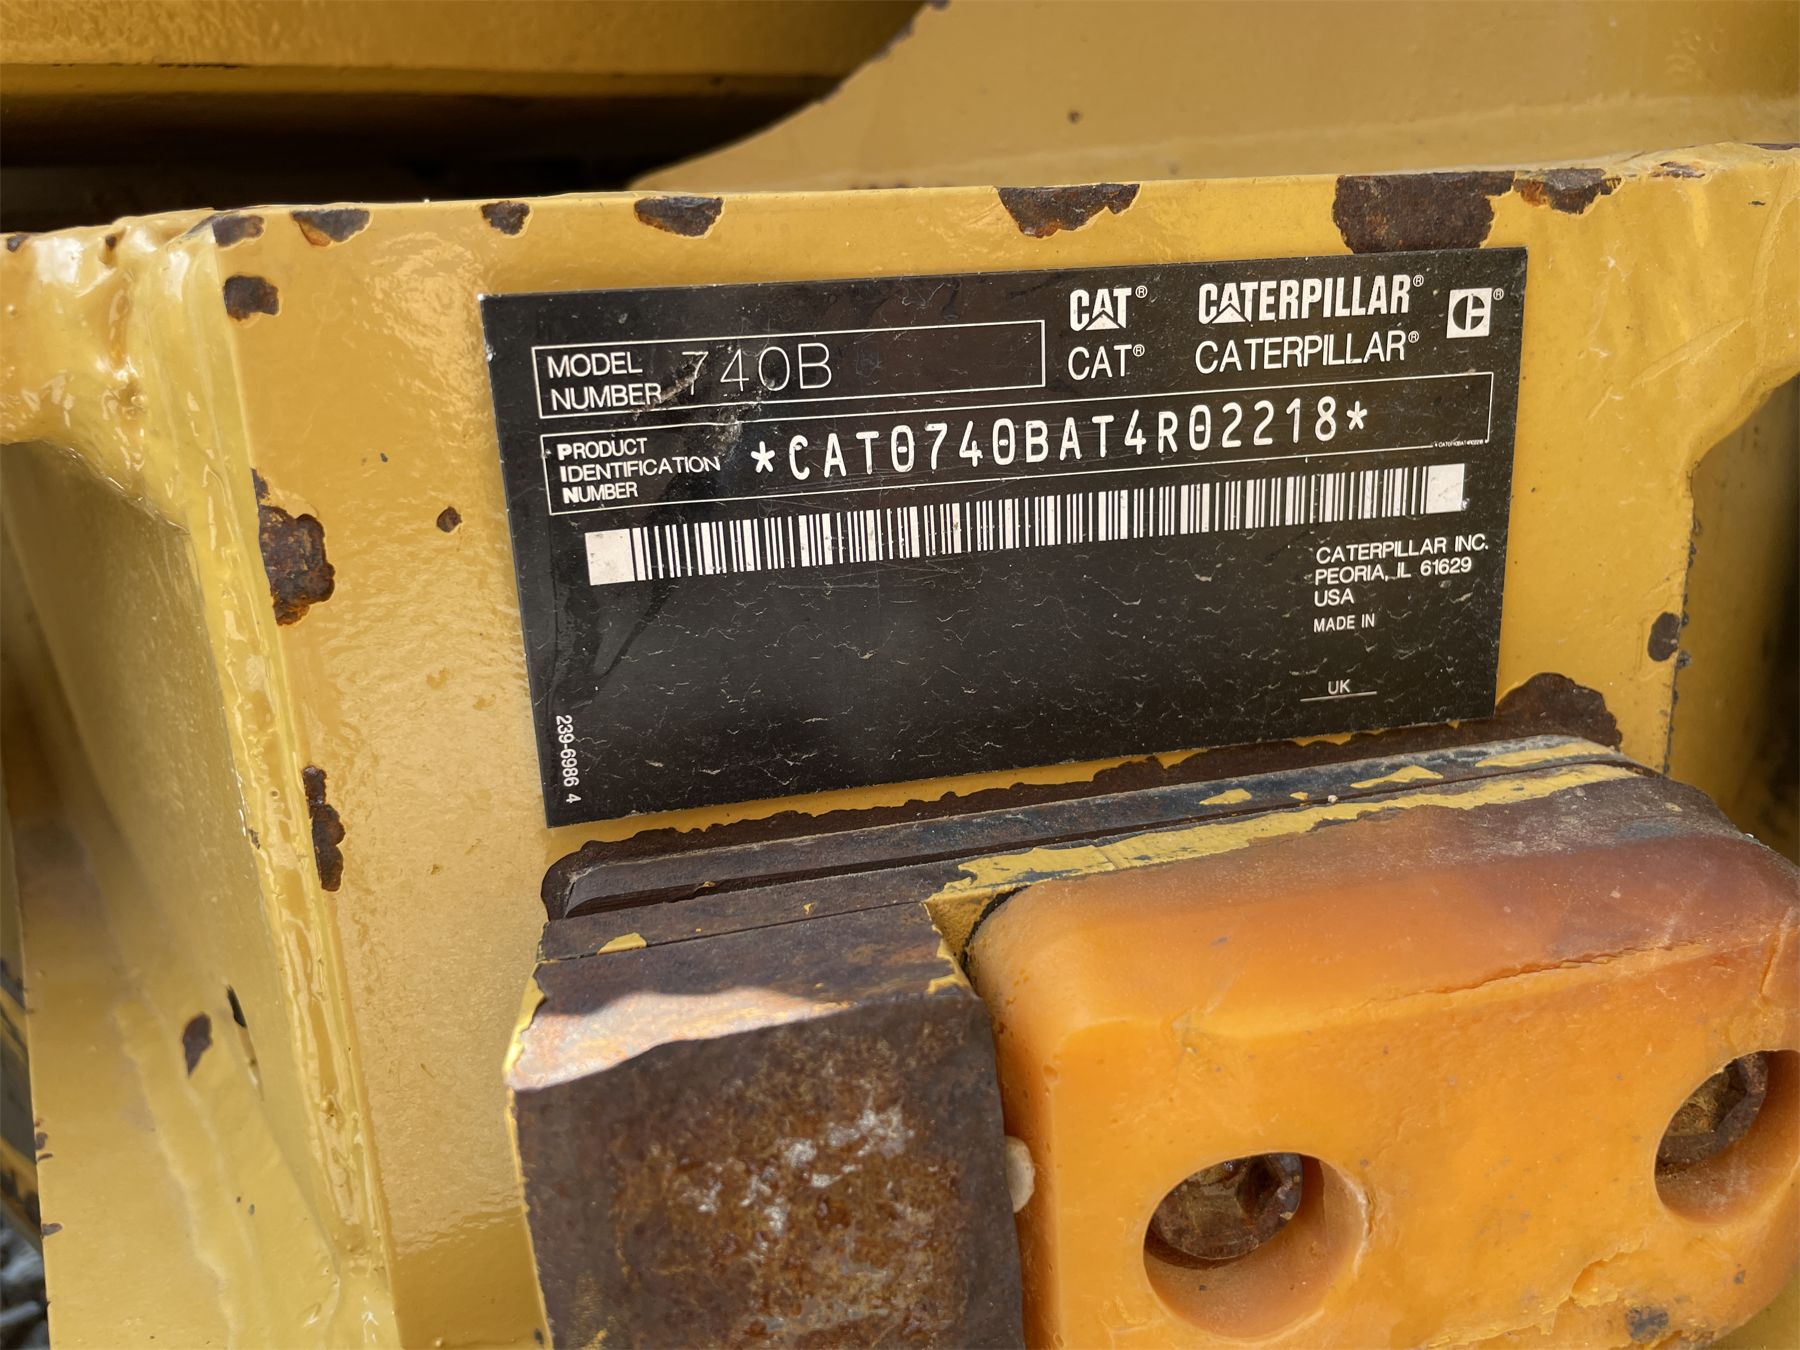 CAT® CATERPILLAR® C®
CAT® CATERPILLAR®
MODEL NUMBER 740B
PRODUCT IDENTIFICATION NUMBER *CAT0740BAT4R02218*
*CAT0740BAT4R02218
CATERPILLAR INC.
PEORIA, IL 61629
USA
MADE IN
UK
239-6986 4